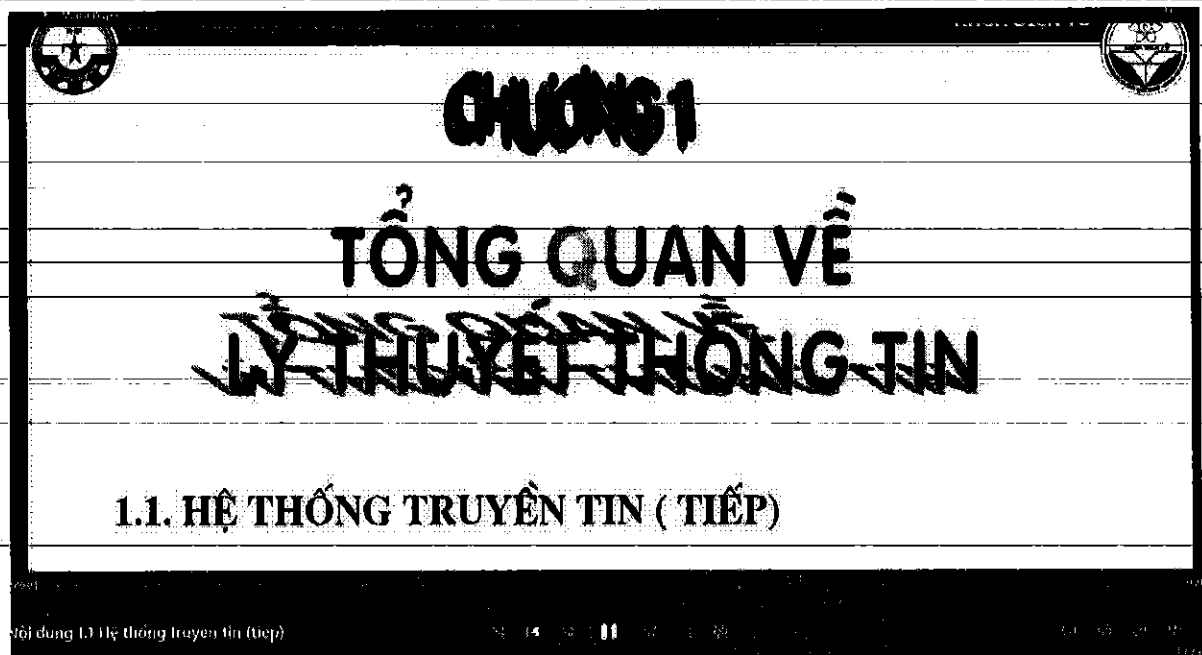 CHƯƠNG 1
TỔNG QUAN VỀ
LÝ THUYẾT THÔNG TIN
1.1. HỆ THỐNG TRUYỀN TIN ( TIẾP)
Nội dung 1.1 Hệ thống truyền tin (tiếp)